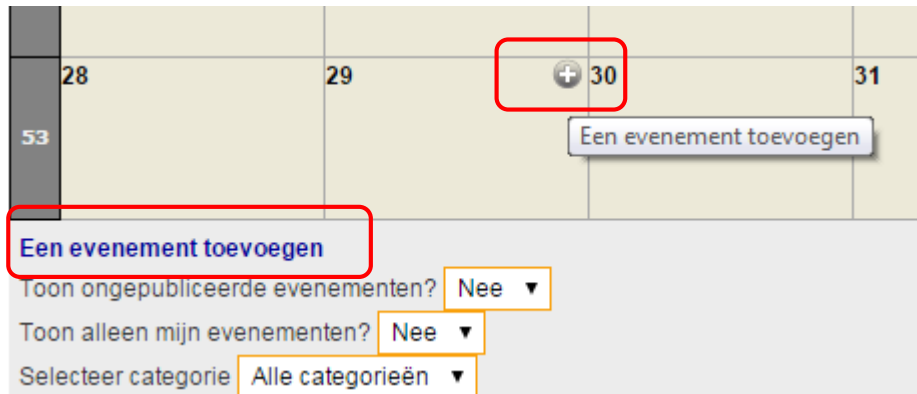 28 29 30 31
53
Een evenement toevoegen
Een evenement toevoegen
Toon ongepubliceerde evenementen? Nee
Toon alleen mijn evenementen? Nee
Selecteer categorie Alle categorieën